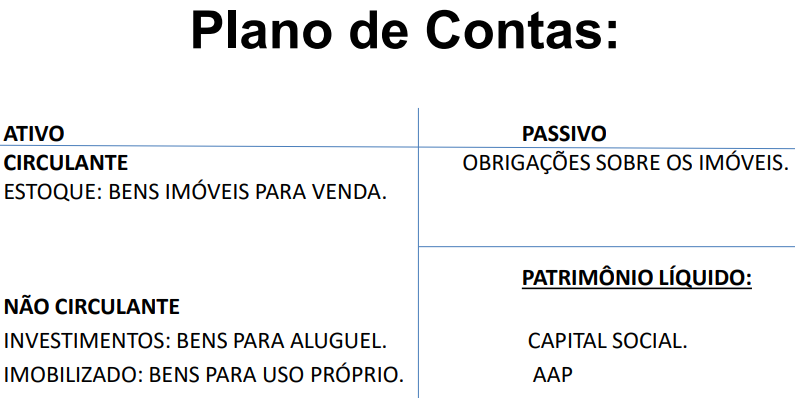 Plano de Contas:
ATIVO
CIRCULANTE
ESTOQUE: BENS IMÓVEIS PARA VENDA.
NÃO CIRCULANTE
INVESTIMENTOS: BENS PARA ALUGUEL.
IMOBILIZADO: BENS PARA USO PRÓPRIO.
PASSIVO
OBRIGAÇÕES SOBRE OS IMÓVEIS.
PATRIMÔNIO LÍQUIDO:
CAPITAL SOCIAL.
AAP